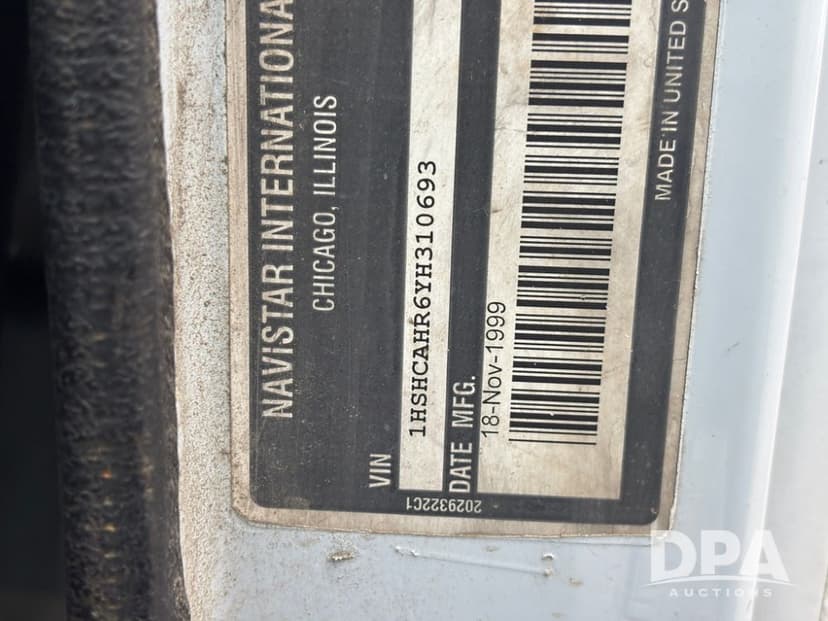 NAVISTAR INTERNATIONA
CHICAGO, ILLINOIS
VIN
1HSHCAHR6YH310693
DATE MFG.
18-Nov-1999
MADE IN UNITED S
2029322C1
DPA
AUCTIONS